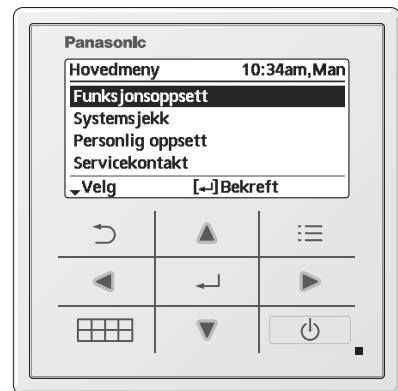 Panasonic
Hovedmeny 10:34am,Man
Funksjonsoppsett
Systemsjekk
Personlig oppsett
Servicekontakt
Velg [↵]Bekreft